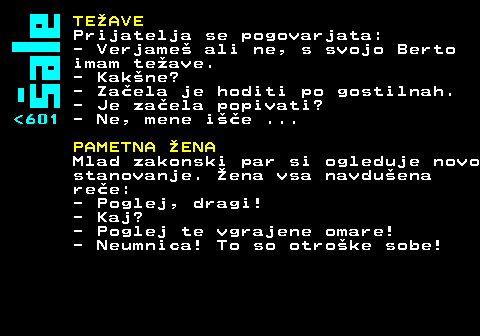 šale
<601
TEŽAVE
Prijatelja se pogovarjata:
- Verjameš ali ne, s svojo Berto
imam težave.
- Kakšne?
- Začela je hoditi po gostilnah.
- Je začela popivati?
- Ne, mene išče ...
PAMETNA ŽENA
Mlad zakonski par si ogleduje novo
stanovanje. Žena vsa navdušena
reče:
- Poglej, dragi!
- Kaj?
- Poglej te vgrajene omare!
- Neumnica! To so otroške sobe!